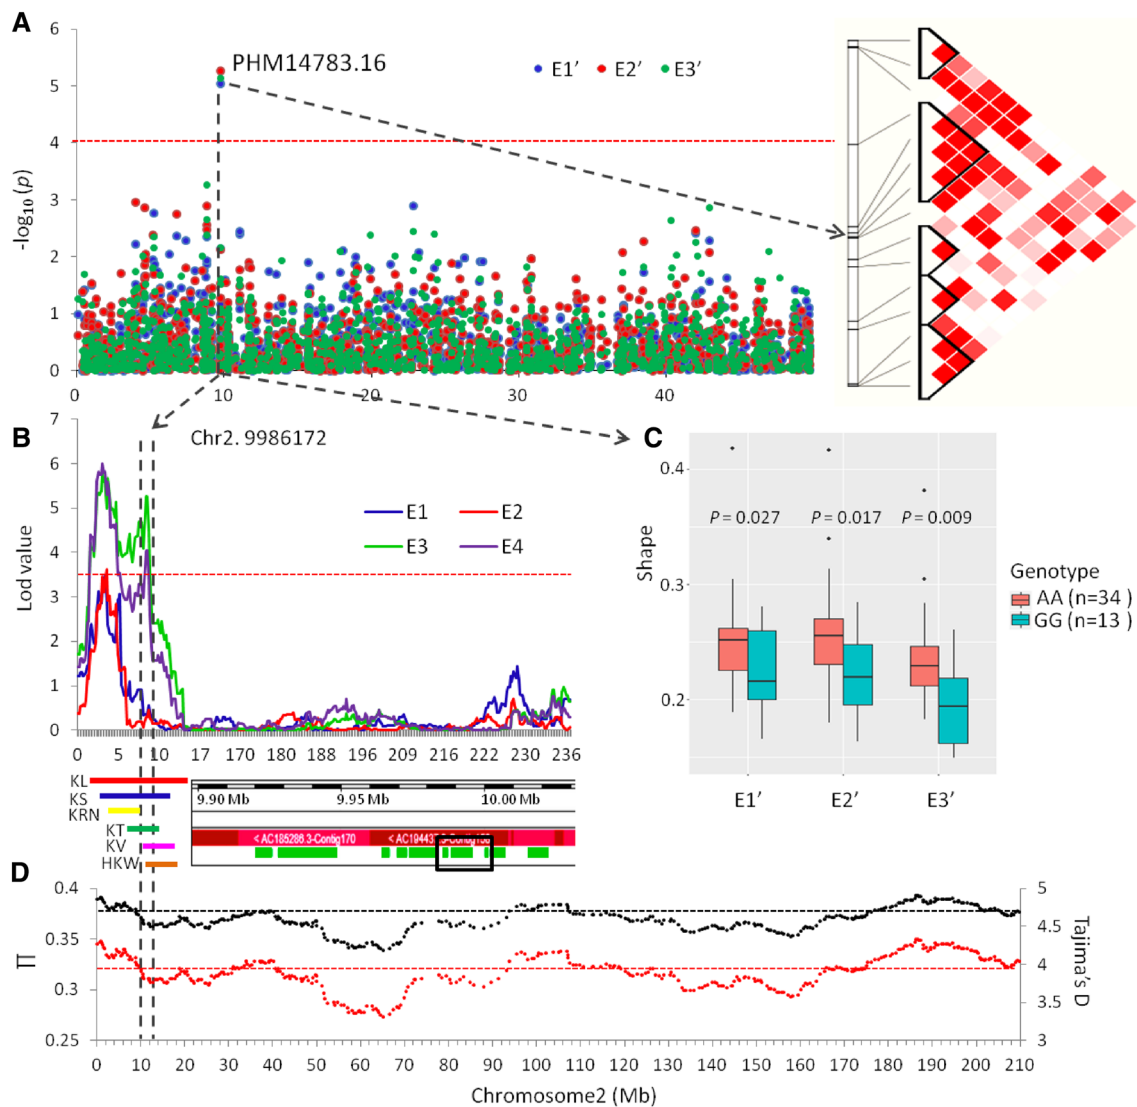 A
6
5
4
3
2
1
0
-log10 (p)
PHM14783.16
E1′ E2′ E3′
0 10 20 30 40
B
Chr2. 9986172
7
6
5
4
3
2
1
0
Lod value
E1 E2
E3 E4
0 5 10 17 170 180 188 196 209 222 228 236
C
Shape
0.4
0.3
0.2
P = 0.027 P = 0.017 P = 0.009
E1′ E2′ E3′
Genotype
AA (n=34 )
GG (n=13 )
KL
KS
KRN
KT
KV
HKW
9.90 Mb 9.95 Mb 10.00 Mb
< AC185286.3-Contig170
D
0.4
0.35
0.3
0.25
∏
5
4.5
4
3.5
3
Tajima's D
0 10 20 30 40 50 60 70 80 90 100 110 120 130 140 150 160 170 180 190 200 210
Chromosome2 (Mb)